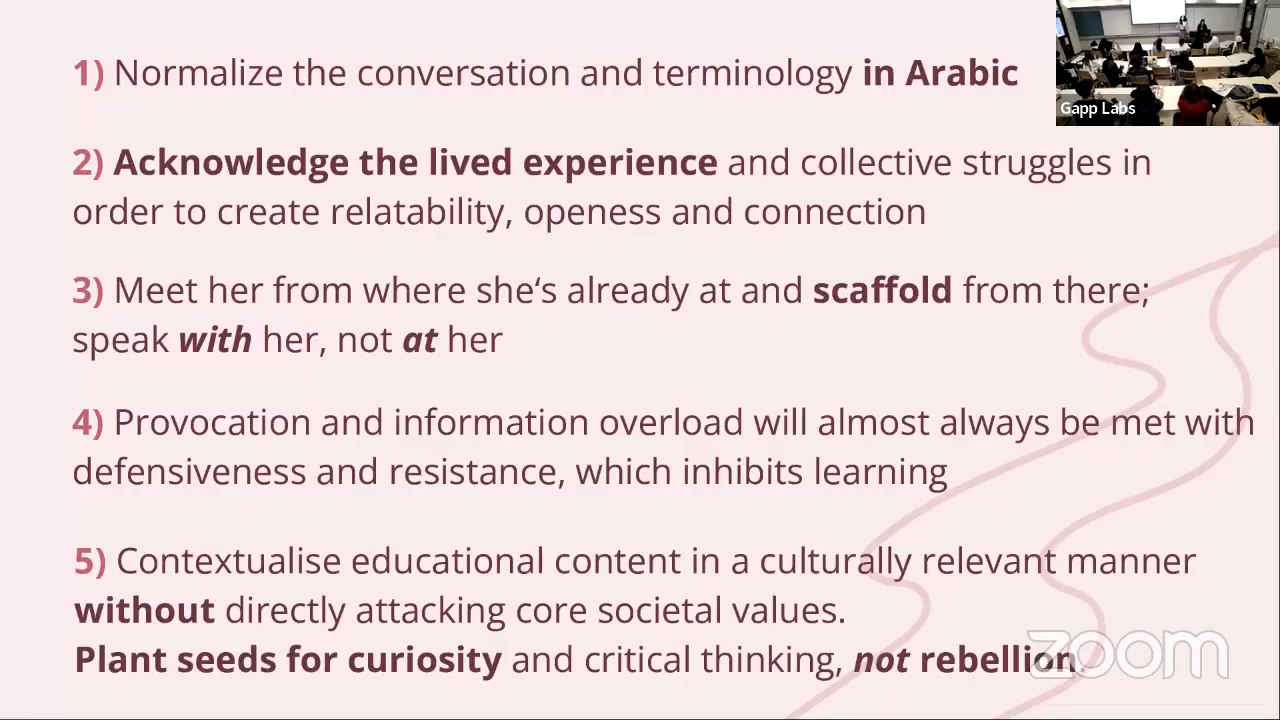 1) Normalize the conversation and terminology in Arabic
Gapp Labs
2) Acknowledge the lived experience and collective struggles in
order to create relatability, openess and connection
3) Meet her from where she‘s already at and scaffold from there;
speak with her, not at her
4) Provocation and information overload will almost always be met with
defensiveness and resistance, which inhibits learning
5) Contextualise educational content in a culturally relevant manner
without directly attacking core societal values.
Plant seeds for curiosity and critical thinking, not rebellion.
zoom